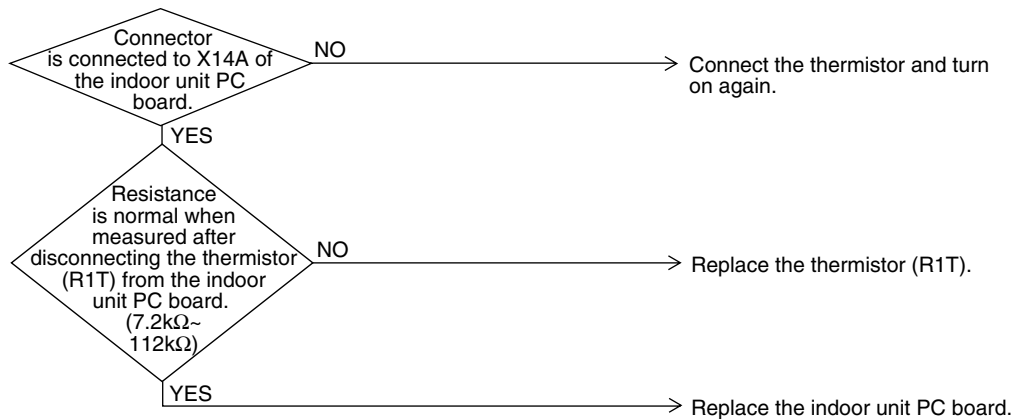 Connector
is connected to X14A of
the indoor unit PC
board.
NO
Connect the thermistor and turn
on again.
YES
Resistance
is normal when
measured after
disconnecting the thermistor
(R1T) from the indoor
unit PC board.
(7.2kΩ~
112kΩ)
NO
Replace the thermistor (R1T).
YES
Replace the indoor unit PC board.